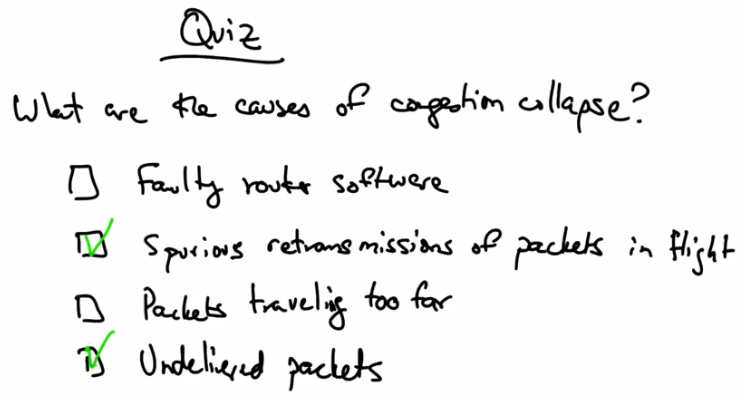 Quiz
What are the causes of congestion collapse?
Faulty router software
Spurious retransmissions of packets in flight
Packets traveling too far
Undelivered packets